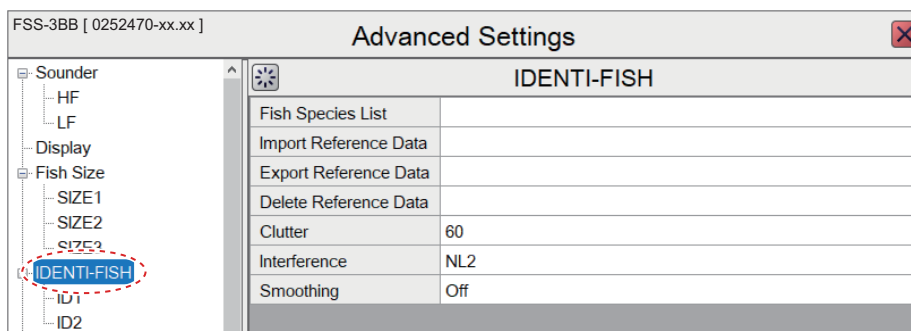 FSS-3BB [ 0252470-xx.xx ]
Advanced Settings
Sounder
HF
LF
Display
Fish Size
SIZE1
SIZE2
SIZE3
IDENTI-FISH
ID1
ID2
IDENTI-FISH
Fish Species List
Import Reference Data
Export Reference Data
Delete Reference Data
Clutter 60
Interference NL2
Smoothing Off